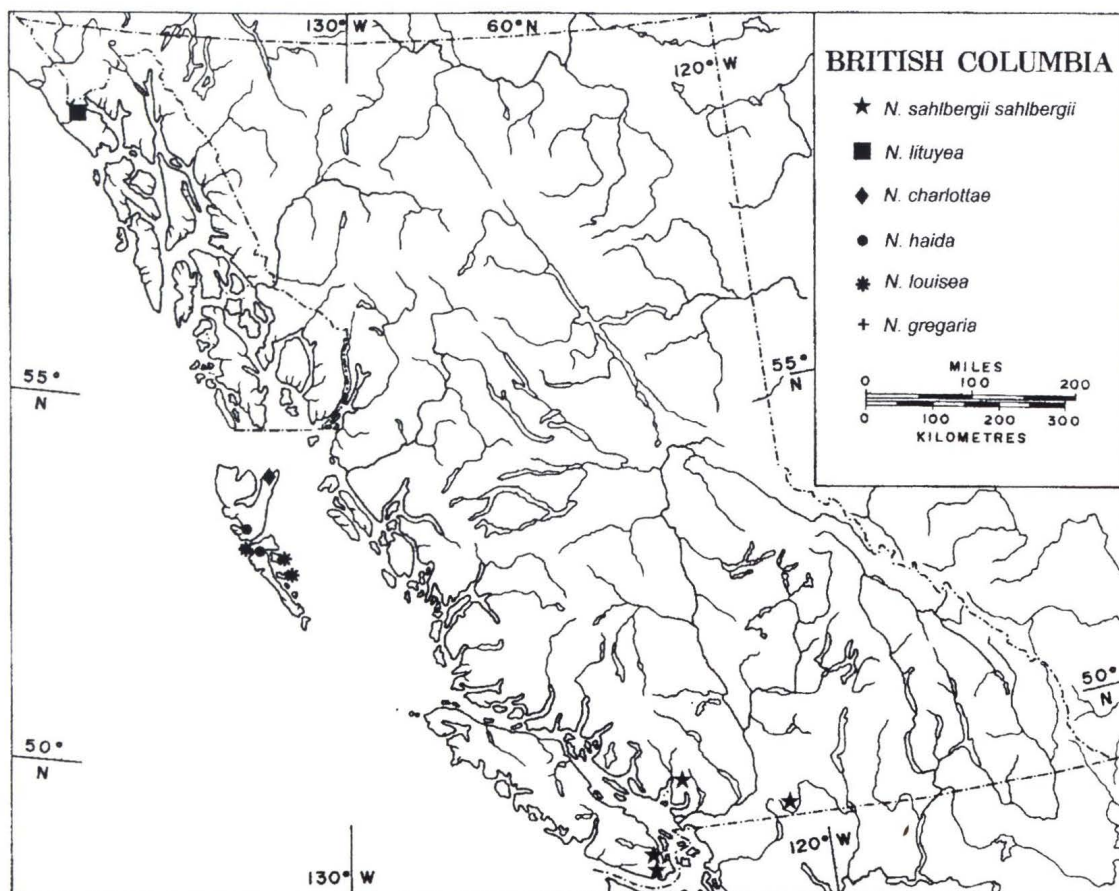 130° W
60° N
120° W
BRITISH COLUMBIA
N. sahlbergii sahlbergii
N. lituyea
N. charlottae
N. haida
N. louisea
N. gregaria
MILES
0 100 200
0 100 200 300
KILOMETRES
55°
N
55°
N
50°
N
50°
N
130° W
120° W